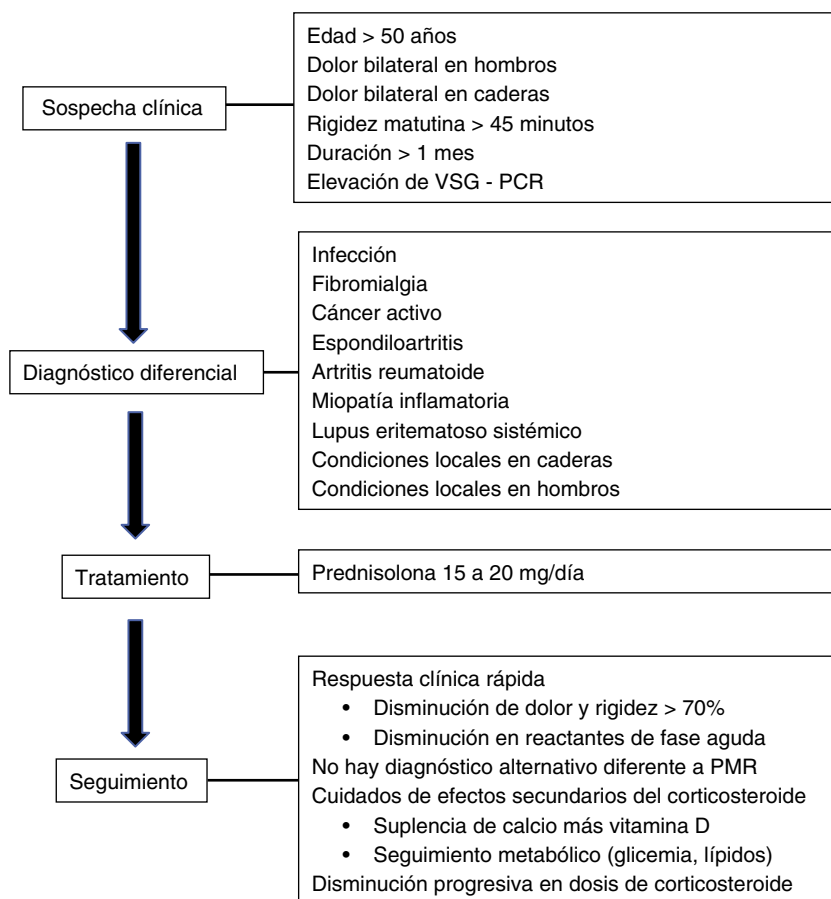 Sospecha clínica
Edad > 50 años
Dolor bilateral en hombros
Dolor bilateral en caderas
Rigidez matutina > 45 minutos
Duración > 1 mes
Elevación de VSG - PCR
Diagnóstico diferencial
Infección
Fibromialgia
Cáncer activo
Espondiloartritis
Artritis reumatoide
Miopatía inflamatoria
Lupus eritematoso sistémico
Condiciones locales en caderas
Condiciones locales en hombros
Tratamiento
Prednisolona 15 a 20 mg/día
Seguimiento
Respuesta clínica rápida
• Disminución de dolor y rigidez > 70%
• Disminución en reactantes de fase aguda
No hay diagnóstico alternativo diferente a PMR
Cuidados de efectos secundarios del corticosteroide
• Suplencia de calcio más vitamina D
• Seguimiento metabólico (glicemia, lípidos)
Disminución progresiva en dosis de corticosteroide